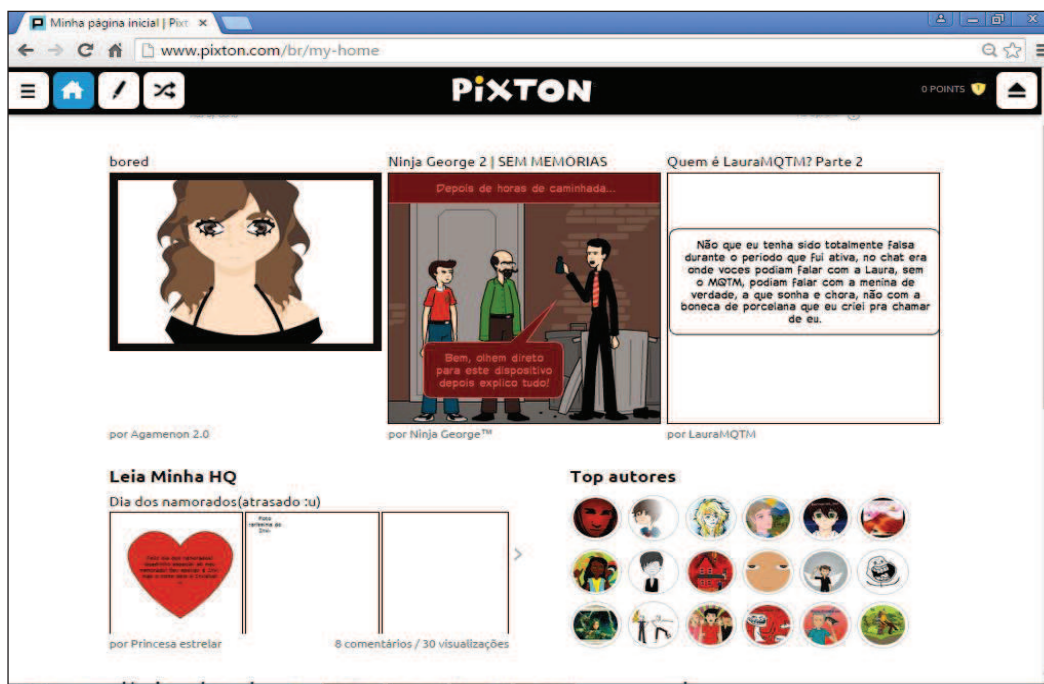 Minha página inicial | Pixt
www.pixton.com/br/my-home
PiXTON
0 POINTS
bored
Ninja George 2 | SEM MEMORIAS
Quem é LauraMQTM? Parte 2
Depois de horas de caminhada...
Bem, olhem direto
para este dispositivo
depois explico tudo!
Não que eu tenha sido totalmente falsa
durante o periodo que fui ativa, no chat era
onde voces podiam falar com a Laura, sem
o MQTM, podiam falar com a menina de
verdade, a que sonha e chora, não com a
boneca de porcelana que eu criei pra chamar
de eu.
por Agamenon 2.0
por Ninja George™
por LauraMQTM
Leia Minha HQ
Top autores
Dia dos namorados(atrasado :u)
por Princesa estrelar
8 comentários / 30 visualizações